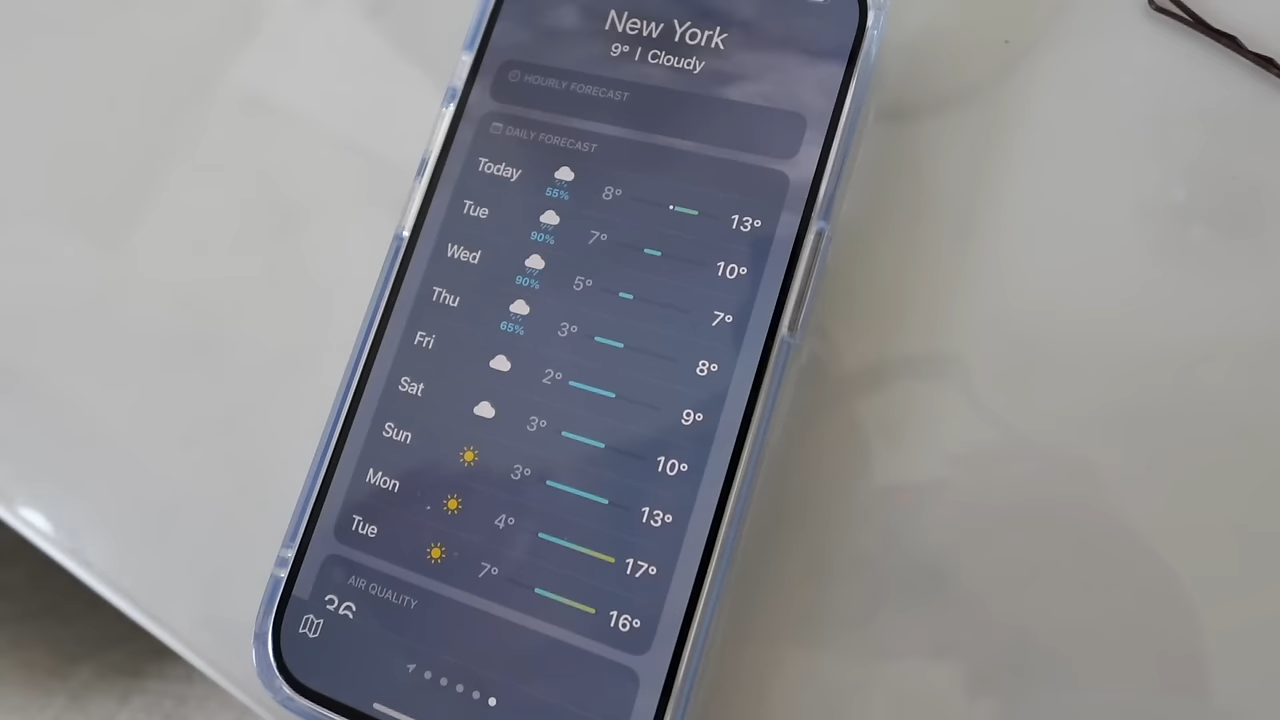 New York
9° | Cloudy
HOURLY FORECAST
DAILY FORECAST
Today 55% 8° 13°
Tue 90% 7° 10°
Wed 90% 5° 7°
Thu 65% 3° 8°
Fri 2° 9°
Sat 3° 10°
Sun 3° 13°
Mon 4° 17°
Tue 7° 16°
AIR QUALITY